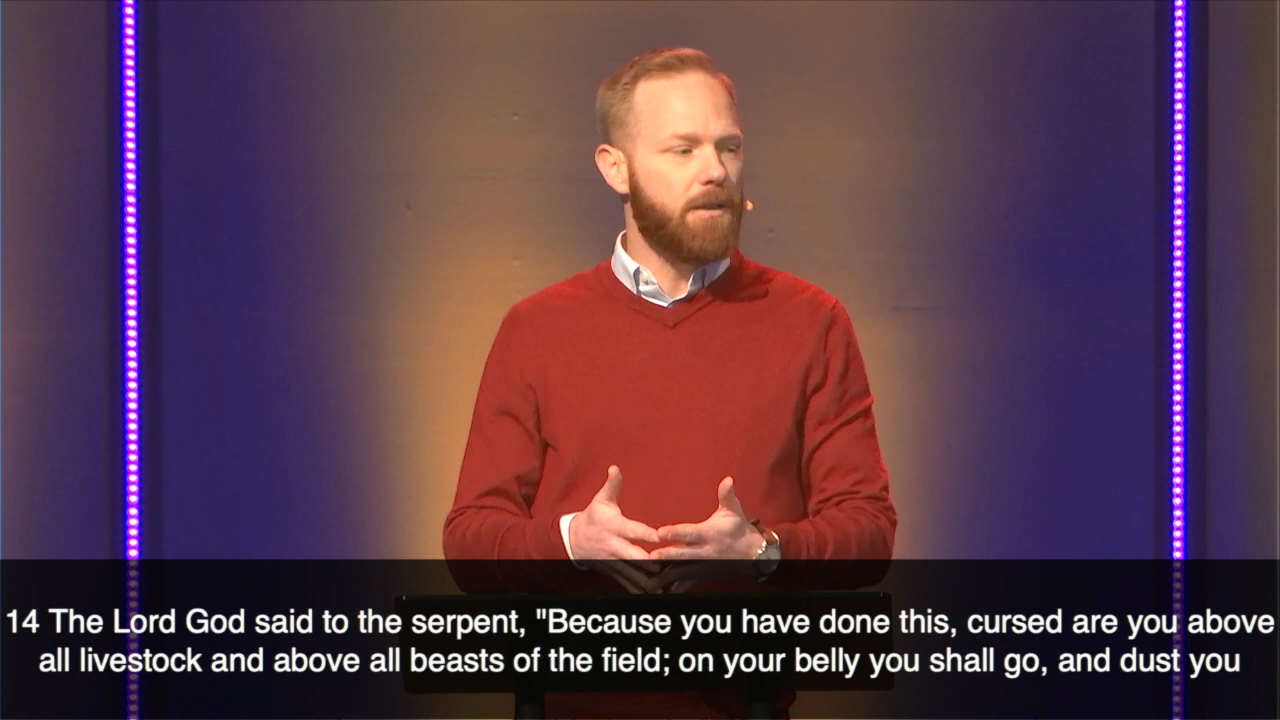 14 The Lord God said to the serpent, "Because you have done this, cursed are you above
all livestock and above all beasts of the field; on your belly you shall go, and dust you